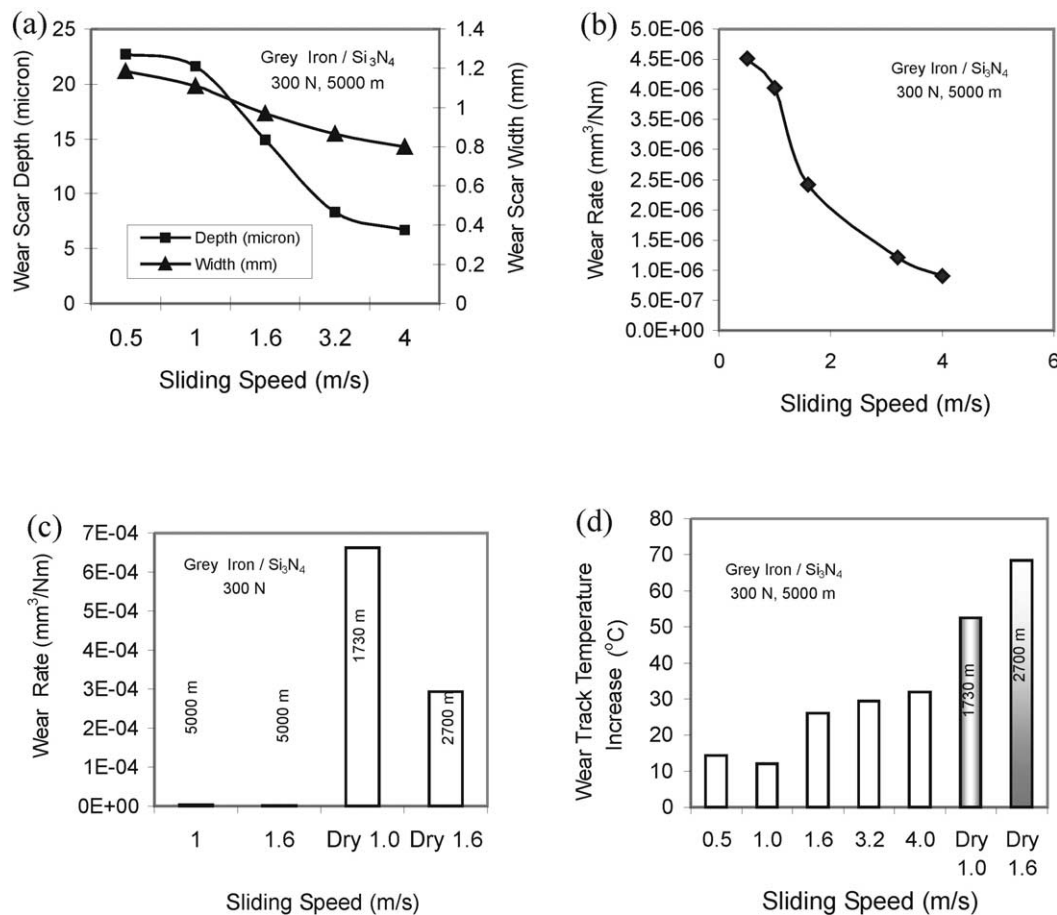 (a)
25
20
15
10
5
0
Wear Scar Depth (micron)
Grey Iron / Si₃N₄
300 N, 5000 m
Depth (micron)
Width (mm)
1.4
1.2
1
0.8
0.6
0.4
0.2
0
Wear Scar Width (mm)
0.5 1 1.6 3.2 4
Sliding Speed (m/s)
(b)
5.0E-06
4.5E-06
4.0E-06
3.5E-06
3.0E-06
2.5E-06
2.0E-06
1.5E-06
1.0E-06
5.0E-07
0.0E+00
Wear Rate (mm³/Nm)
Grey Iron / Si₃N₄
300 N, 5000 m
0 2 4 6
Sliding Speed (m/s)
(c)
7E-04
6E-04
5E-04
4E-04
3E-04
2E-04
1E-04
0E+00
Wear Rate (mm³/Nm)
Grey Iron / Si₃N₄
300 N
5000 m
5000 m
1730 m
2700 m
1 1.6 Dry 1.0 Dry 1.6
Sliding Speed (m/s)
(d)
80
70
60
50
40
30
20
10
0
Wear Track Temperature
Increase (°C)
Grey Iron / Si₃N₄
300 N, 5000 m
1730 m
2700 m
0.5 1.0 1.6 3.2 4.0 Dry Dry
1.0 1.6
Sliding Speed (m/s)